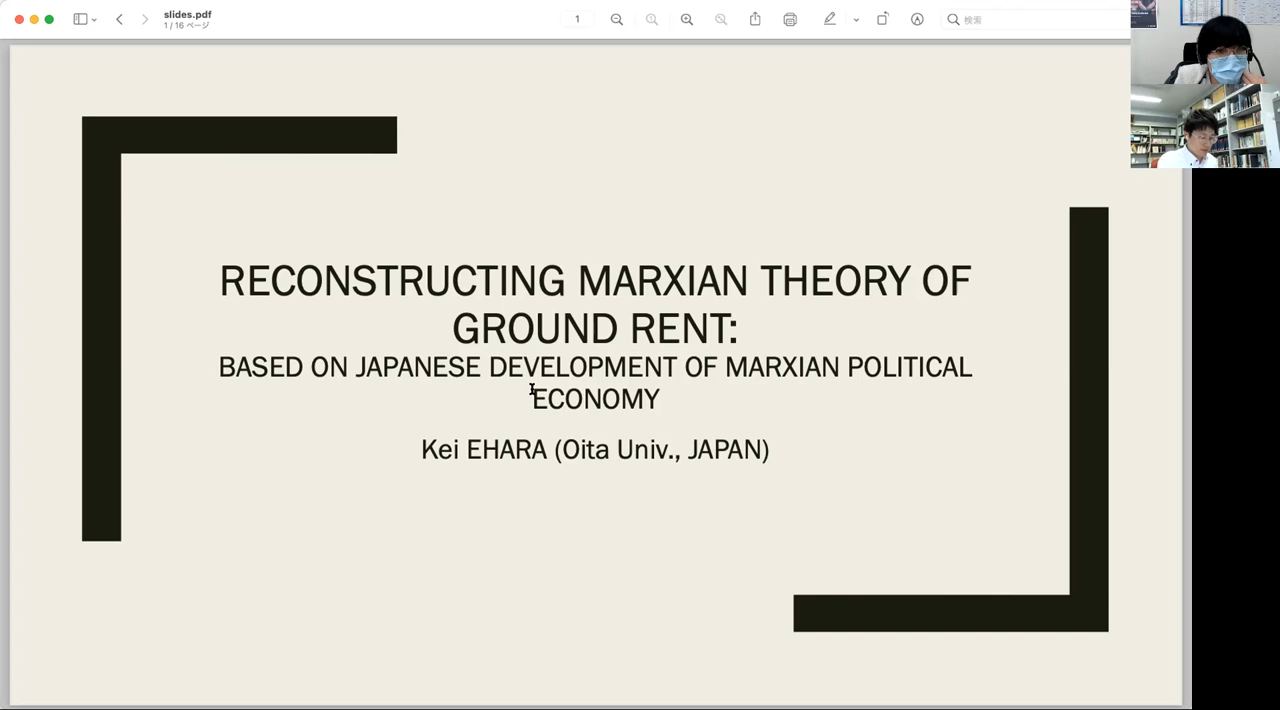 slides.pdf
1 / 16 ページ
1
検索
RECONSTRUCTING MARXIAN THEORY OF
GROUND RENT:
BASED ON JAPANESE DEVELOPMENT OF MARXIAN POLITICAL
ECONOMY
Kei EHARA (Oita Univ., JAPAN)